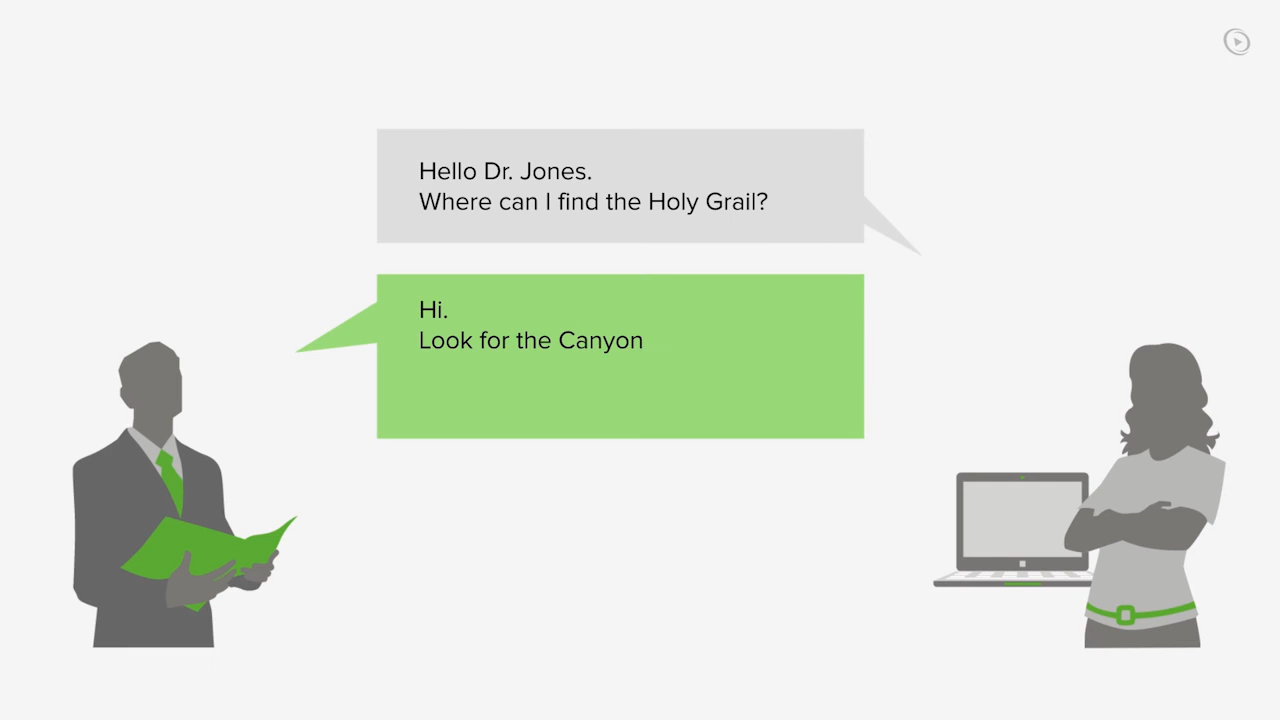 Hello Dr. Jones.
Where can I find the Holy Grail?
Hi.
Look for the Canyon